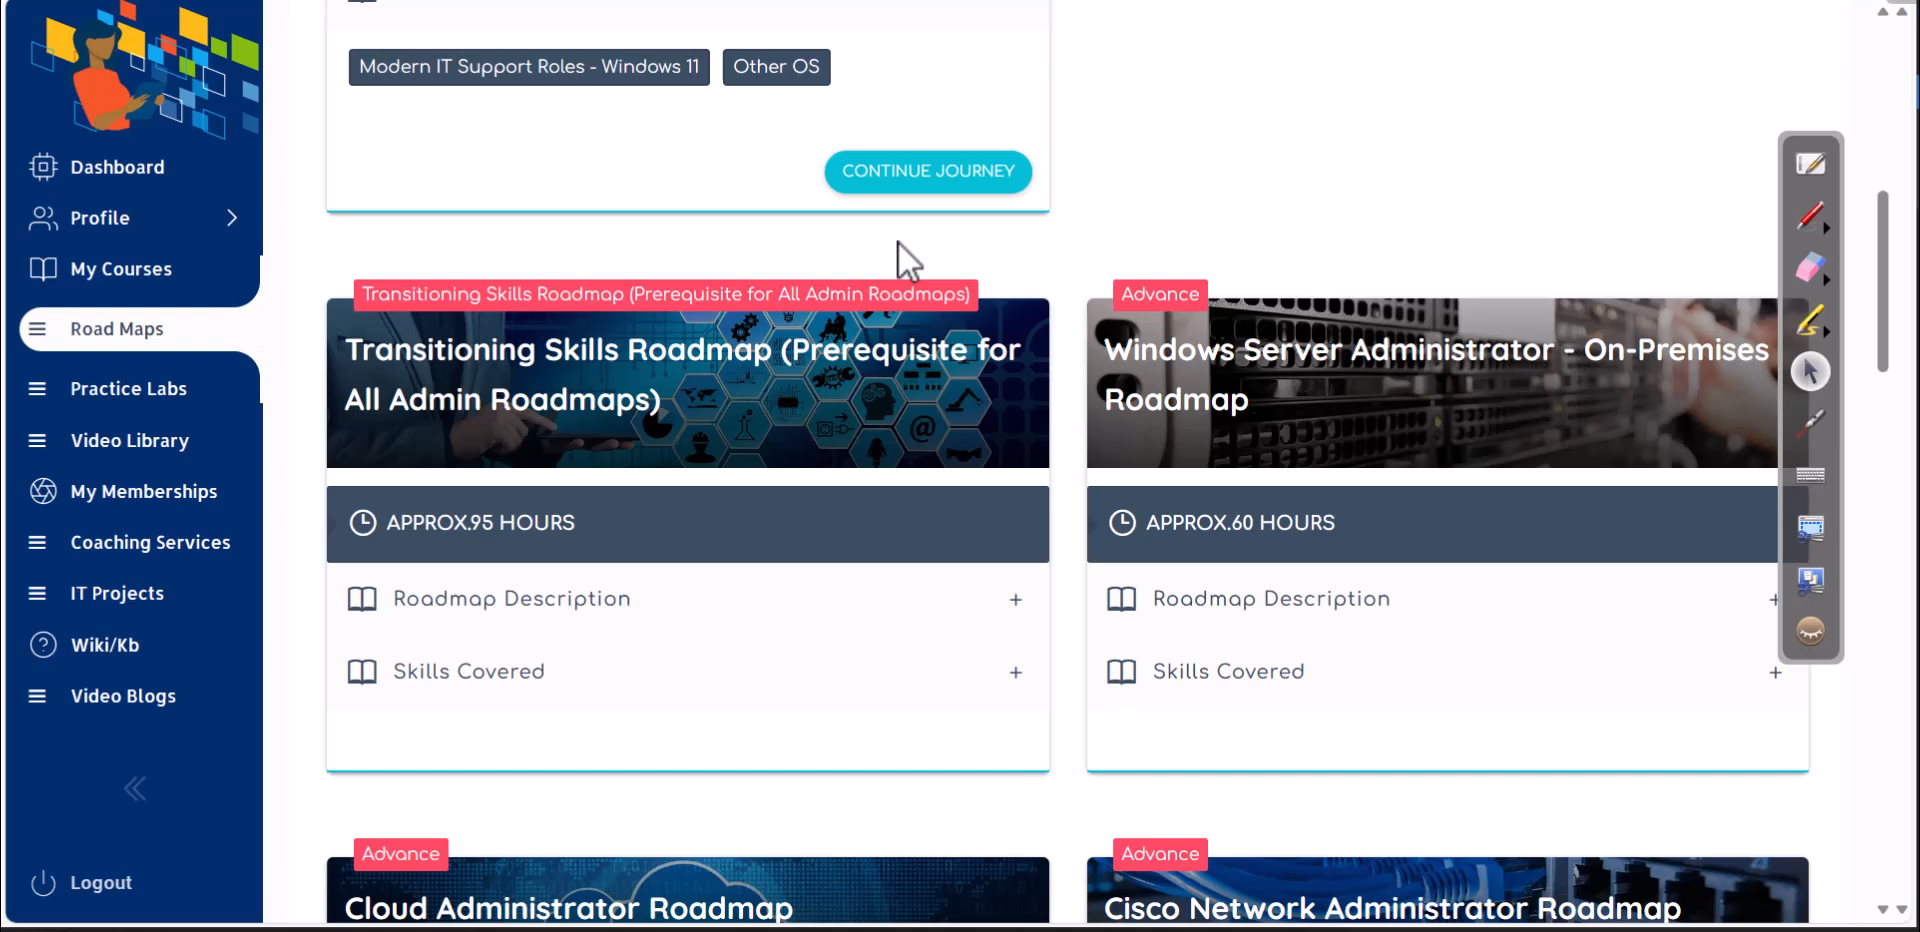 Dashboard
Profile
My Courses
Road Maps
Practice Labs
Video Library
My Memberships
Coaching Services
IT Projects
Wiki/Kb
Video Blogs
Logout
Modern IT Support Roles - Windows 11
Other OS
CONTINUE JOURNEY
Transitioning Skills Roadmap (Prerequisite for All Admin Roadmaps)
Transitioning Skills Roadmap (Prerequisite for
All Admin Roadmaps)
APPROX.95 HOURS
Roadmap Description
Skills Covered
Advance
Windows Server Administrator - On-Premises
Roadmap
APPROX.60 HOURS
Roadmap Description
Skills Covered
Advance
Cloud Administrator Roadmap
Advance
Cisco Network Administrator Roadmap